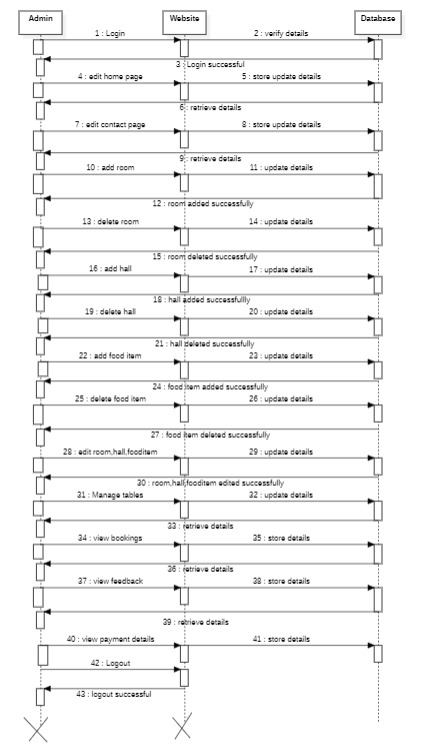 Admin
Website
Database
1 : Login
2 : verify details
3 : Login successful
4 : edit home page
5 : store update details
6 : retrieve details
7 : edit contact page
8 : store update details
9 : retrieve details
10 : add room
11 : update details
12 : room added successfully
13 : delete room
14 : update details
15 : room deleted successfully
16 : add hall
17 : update details
18 : hall added successfullly
19 : delete hall
20 : update details
21 : hall deleted successfully
22 : add food item
23 : update details
24 : food item added successfully
25 : delete food item
26 : update details
27 : food item deleted successfully
28 : edit room,hall,fooditem
29 : update details
30 : room,hall,fooditem edited successfully
31 : Manage tables
32 : update details
33 : retrieve details
34 : view bookings
35 : store details
36 : retrieve details
37 : view feedback
38 : store details
39 : retrieve details
40 : view payment details
41 : store details
42 : Logout
43 : logout successful